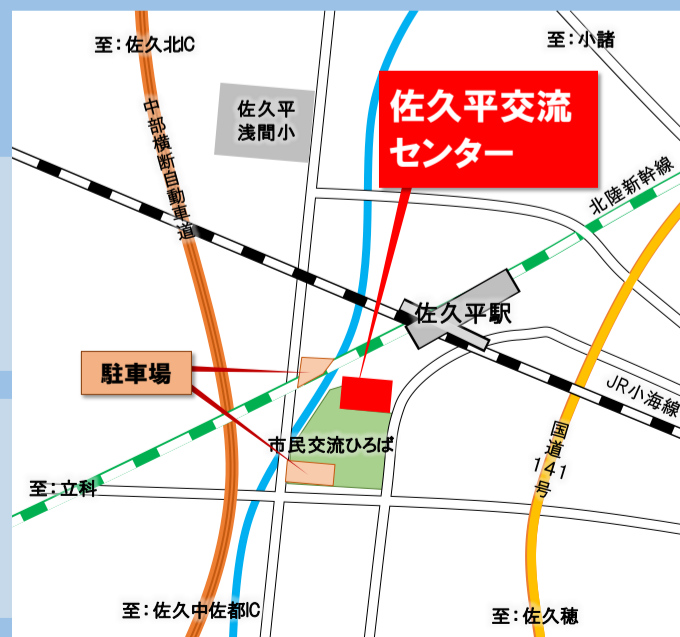 至：佐久北IC
至：小諸
佐久平
浅間小
佐久平交流
センター
中部横断自動車道
北陸新幹線
佐久平駅
駐車場
JR小海線
市民交流ひろば
国道141号
至：立科
至：佐久中佐都IC
至：佐久穂